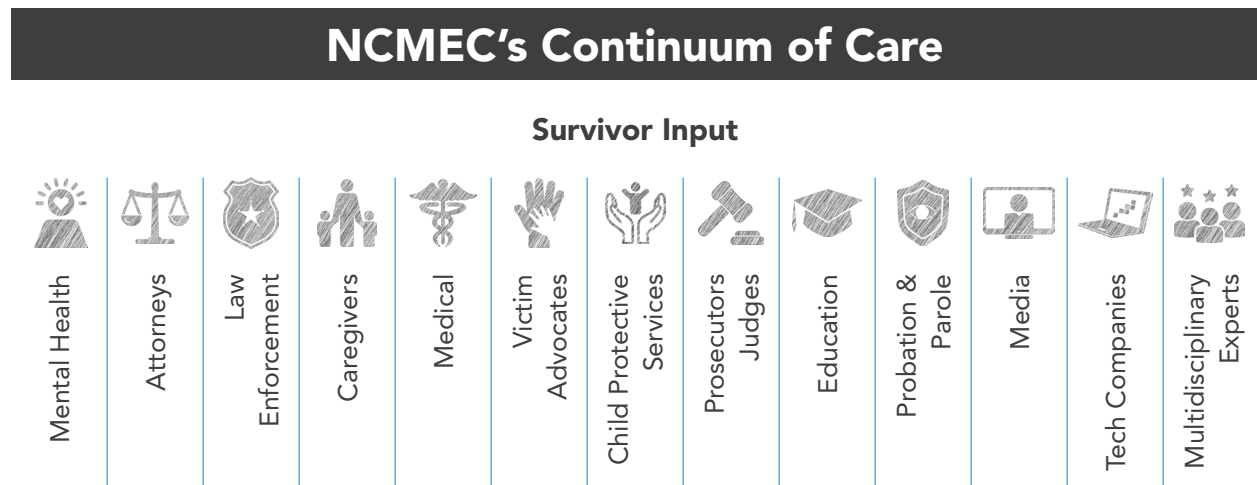 NCMEC’s Continuum of Care
Survivor Input
Mental Health
Attorneys
Law
Enforcement
Caregivers
Medical
Victim
Advocates
Child Protective
Services
Prosecutors
Judges
Education
Probation &
Parole
Media
Tech Companies
Multidisciplinary
Experts